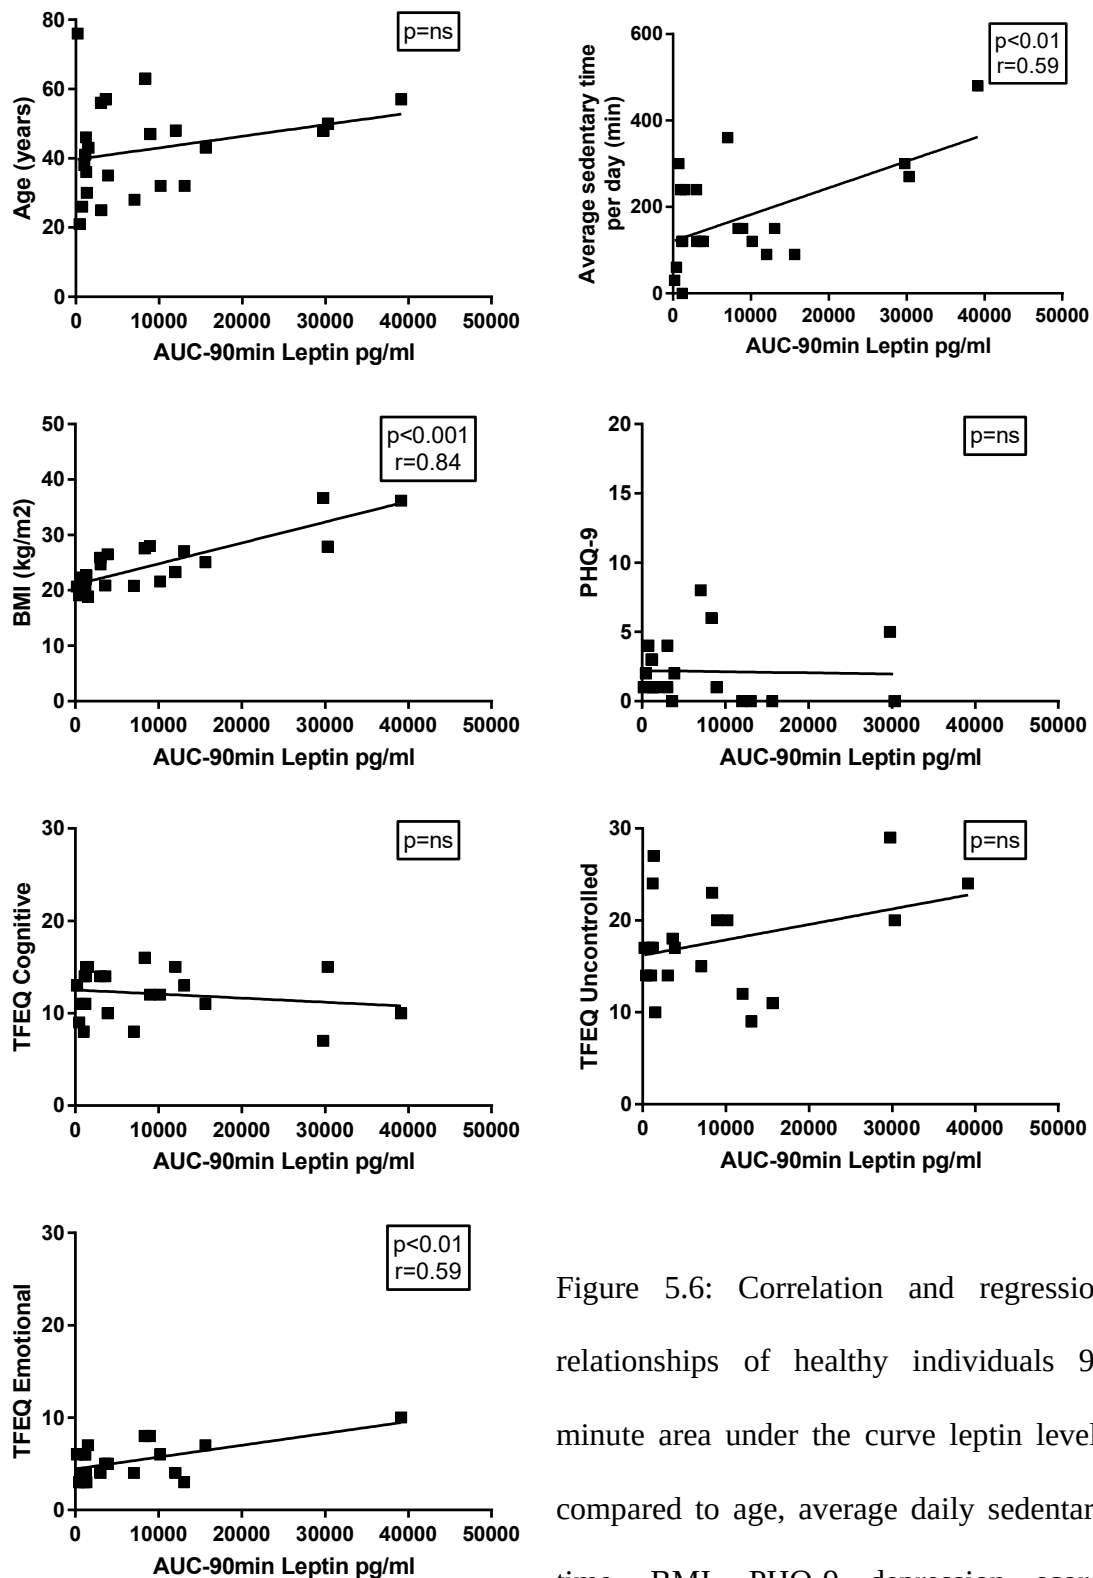 80
60
40
20
0
Age (years)
p=ns
0 10000 20000 30000 40000 50000
AUC-90min Leptin pg/ml
600
400
200
0
Average sedentary time
per day (min)
p<0.01
r=0.59
0 10000 20000 30000 40000 50000
AUC-90min Leptin pg/ml
50
40
30
20
10
0
BMI (kg/m2)
p<0.001
r=0.84
0 10000 20000 30000 40000 50000
AUC-90min Leptin pg/ml
20
15
10
5
0
PHQ-9
p=ns
0 10000 20000 30000 40000 50000
AUC-90min Leptin pg/ml
30
20
10
0
TFEQ Cognitive
p=ns
0 10000 20000 30000 40000 50000
AUC-90min Leptin pg/ml
30
20
10
0
TFEQ Uncontrolled
p=ns
0 10000 20000 30000 40000 50000
AUC-90min Leptin pg/ml
30
20
10
0
TFEQ Emotional
p<0.01
r=0.59
0 10000 20000 30000 40000 50000
AUC-90min Leptin pg/ml
Figure 5.6: Correlation and regressio
relationships of healthy individuals 9
minute area under the curve leptin level
compared to age, average daily sedentar
time, BMI, PHQ-9 depression